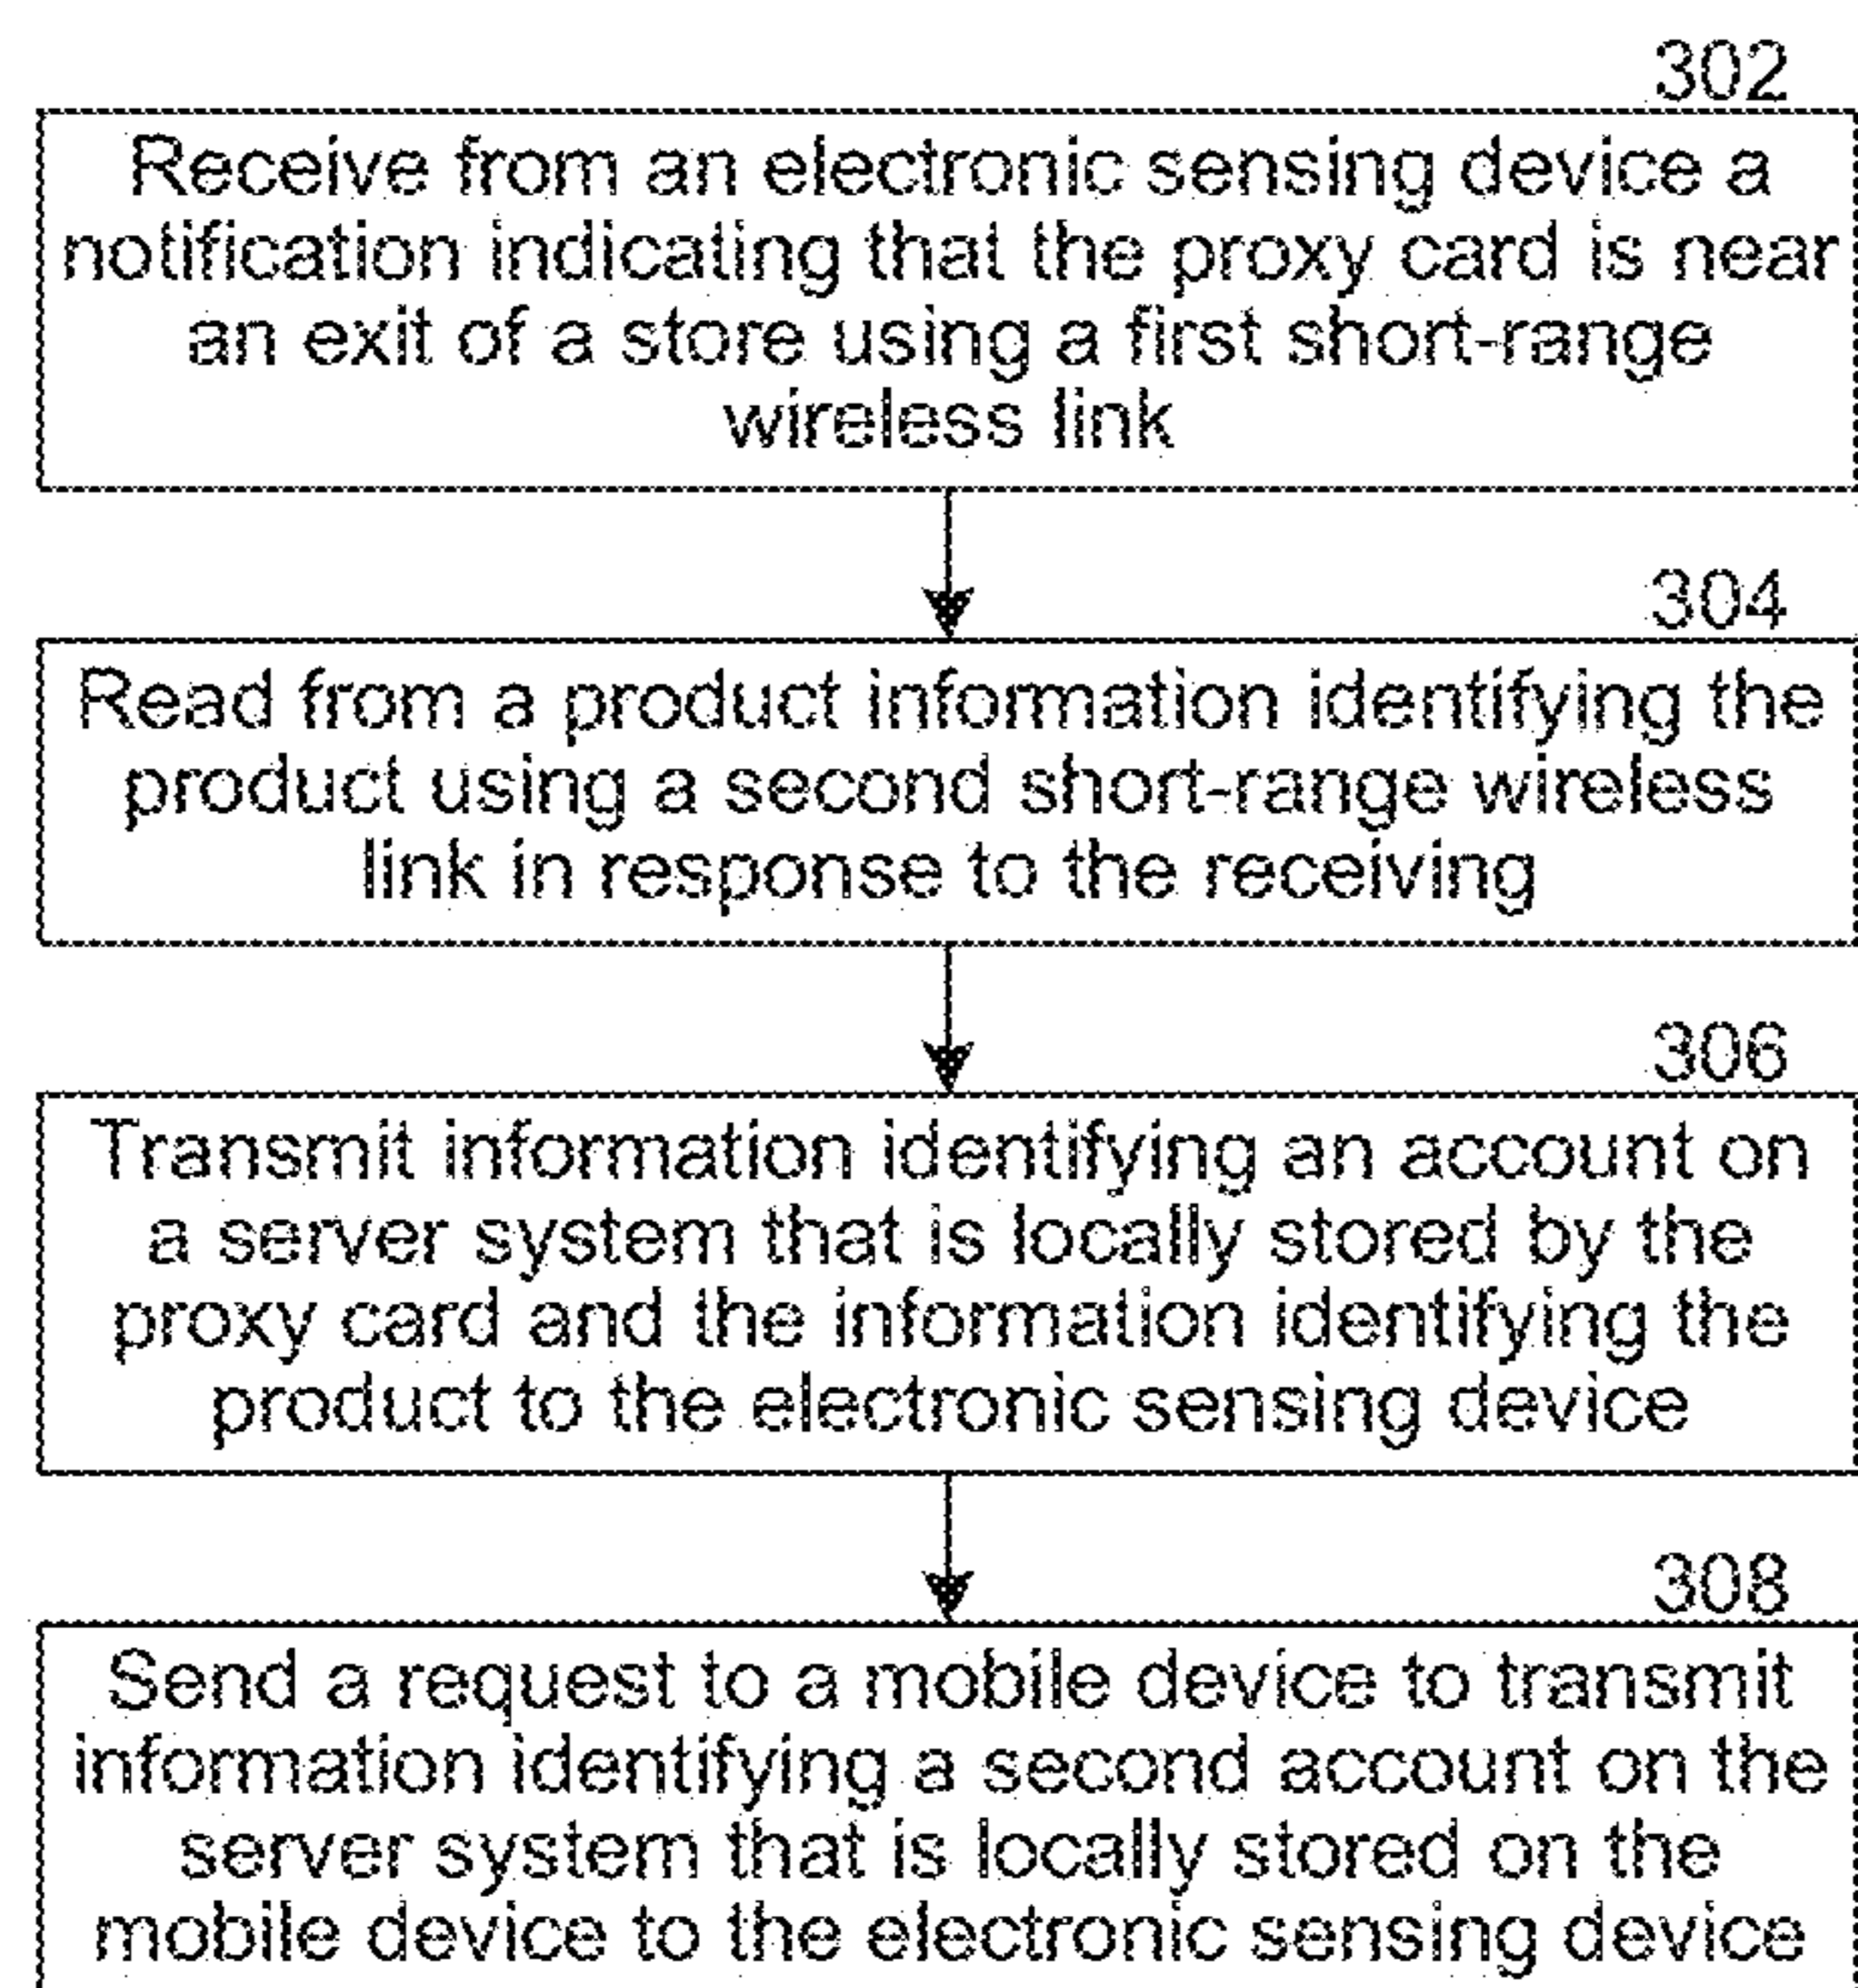 302
Receive from an electronic sensing device a
notification indicating that the proxy card is near
an exit of a store using a first short-range
wireless link
304
Read from a product information identifying the
product using a second short-range wireless
link in response to the receiving
306
Transmit information identifying an account on
a server system that is locally stored by the
proxy card and the information identifying the
product to the electronic sensing device
308
Send a request to a mobile device to transmit
information identifying a second account on the
server system that is locally stored on the
mobile device to the electronic sensing device